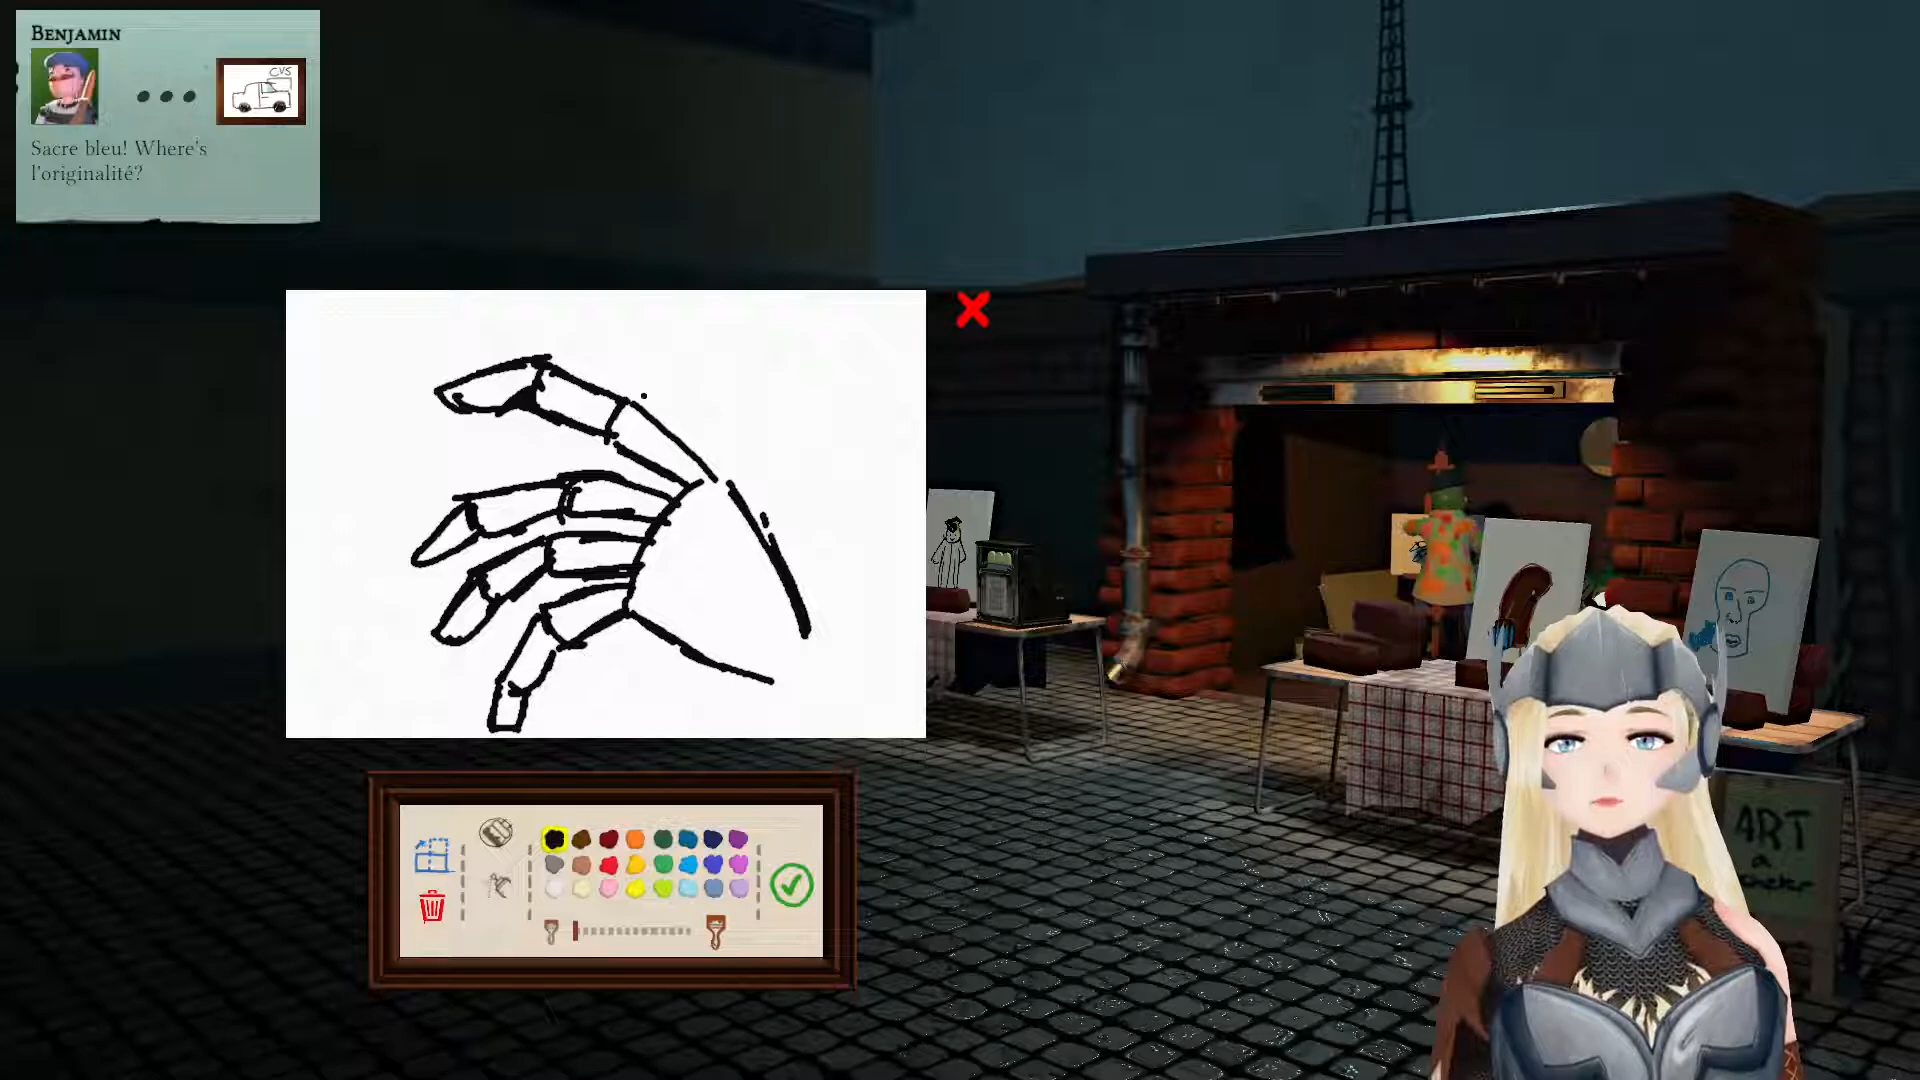 BENJAMIN
CVS
Sacre bleu! Where's
l'originalité?
ART
a